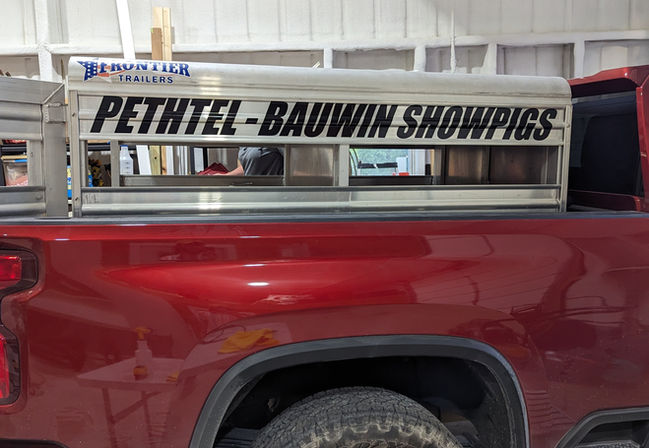 FRONTIER
TRAILERS
PETHTEL-BAUWIN SHOWPIGS